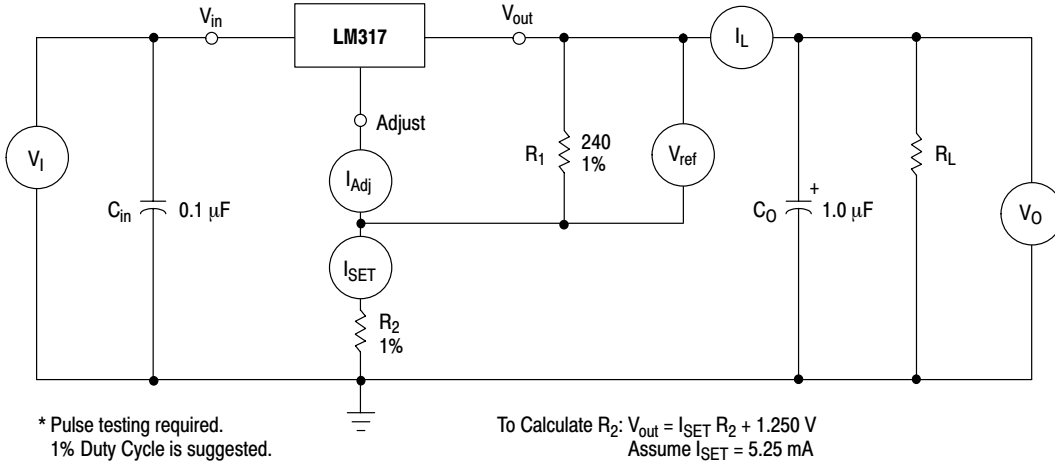 V_in
LM317
V_out
I_L
Adjust
V_I
C_in
0.1 μF
I_Adj
R_1
240
1%
V_ref
R_L
C_O
+
1.0 μF
V_O
I_SET
R_2
1%
* Pulse testing required.
1% Duty Cycle is suggested.
To Calculate R_2: V_out = I_SET R_2 + 1.250 V
Assume I_SET = 5.25 mA